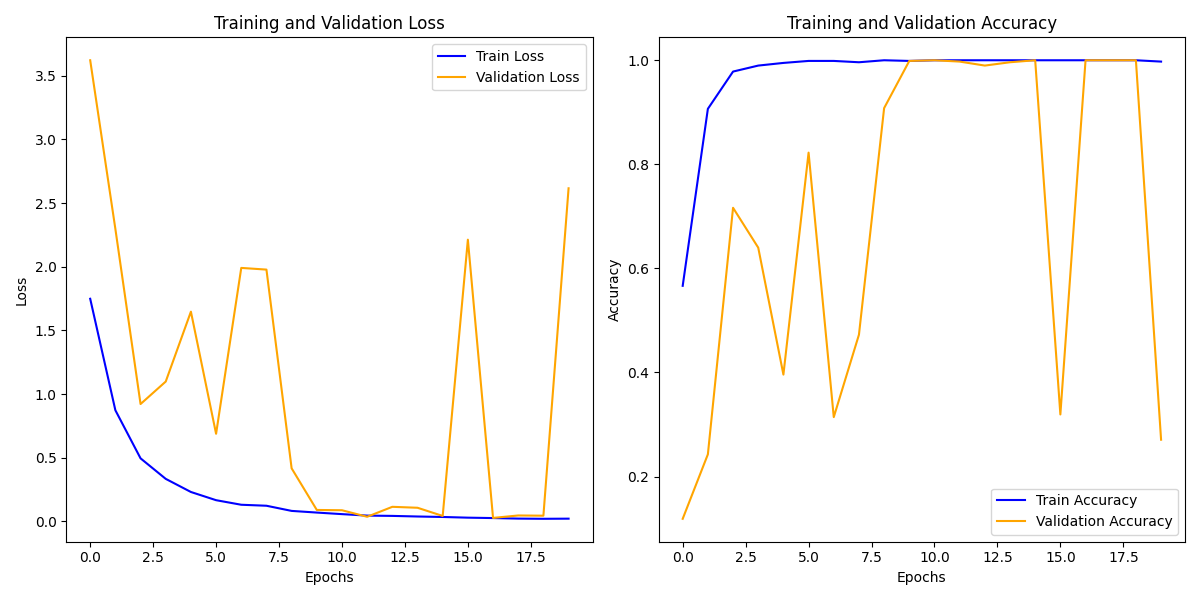 Training and Validation Loss
Train Loss
Validation Loss
3.5
3.0
2.5
2.0
1.5
1.0
0.5
0.0
Loss
0.0 2.5 5.0 7.5 10.0 12.5 15.0 17.5
Epochs
Training and Validation Accuracy
1.0
0.8
0.6
0.4
0.2
Accuracy
Train Accuracy
Validation Accuracy
0.0 2.5 5.0 7.5 10.0 12.5 15.0 17.5
Epochs